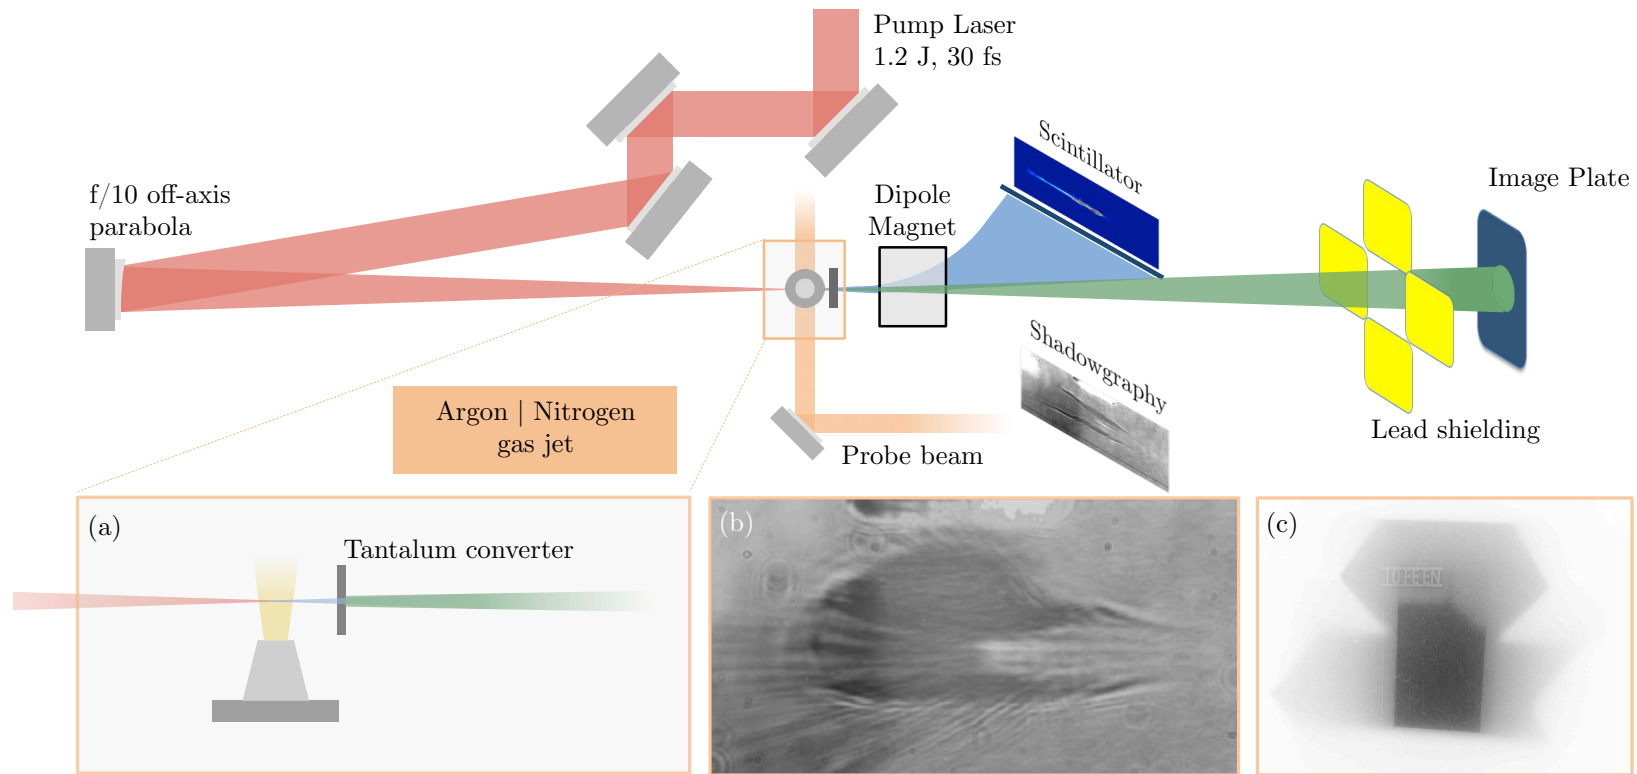 Pump Laser
1.2 J, 30 fs
f/10 off-axis
parabola
Dipole
Magnet
Scintillator
Image Plate
Argon | Nitrogen
gas jet
Probe beam
Shadowgraphy
Lead shielding
(a)
Tantalum converter
(b)
(c)